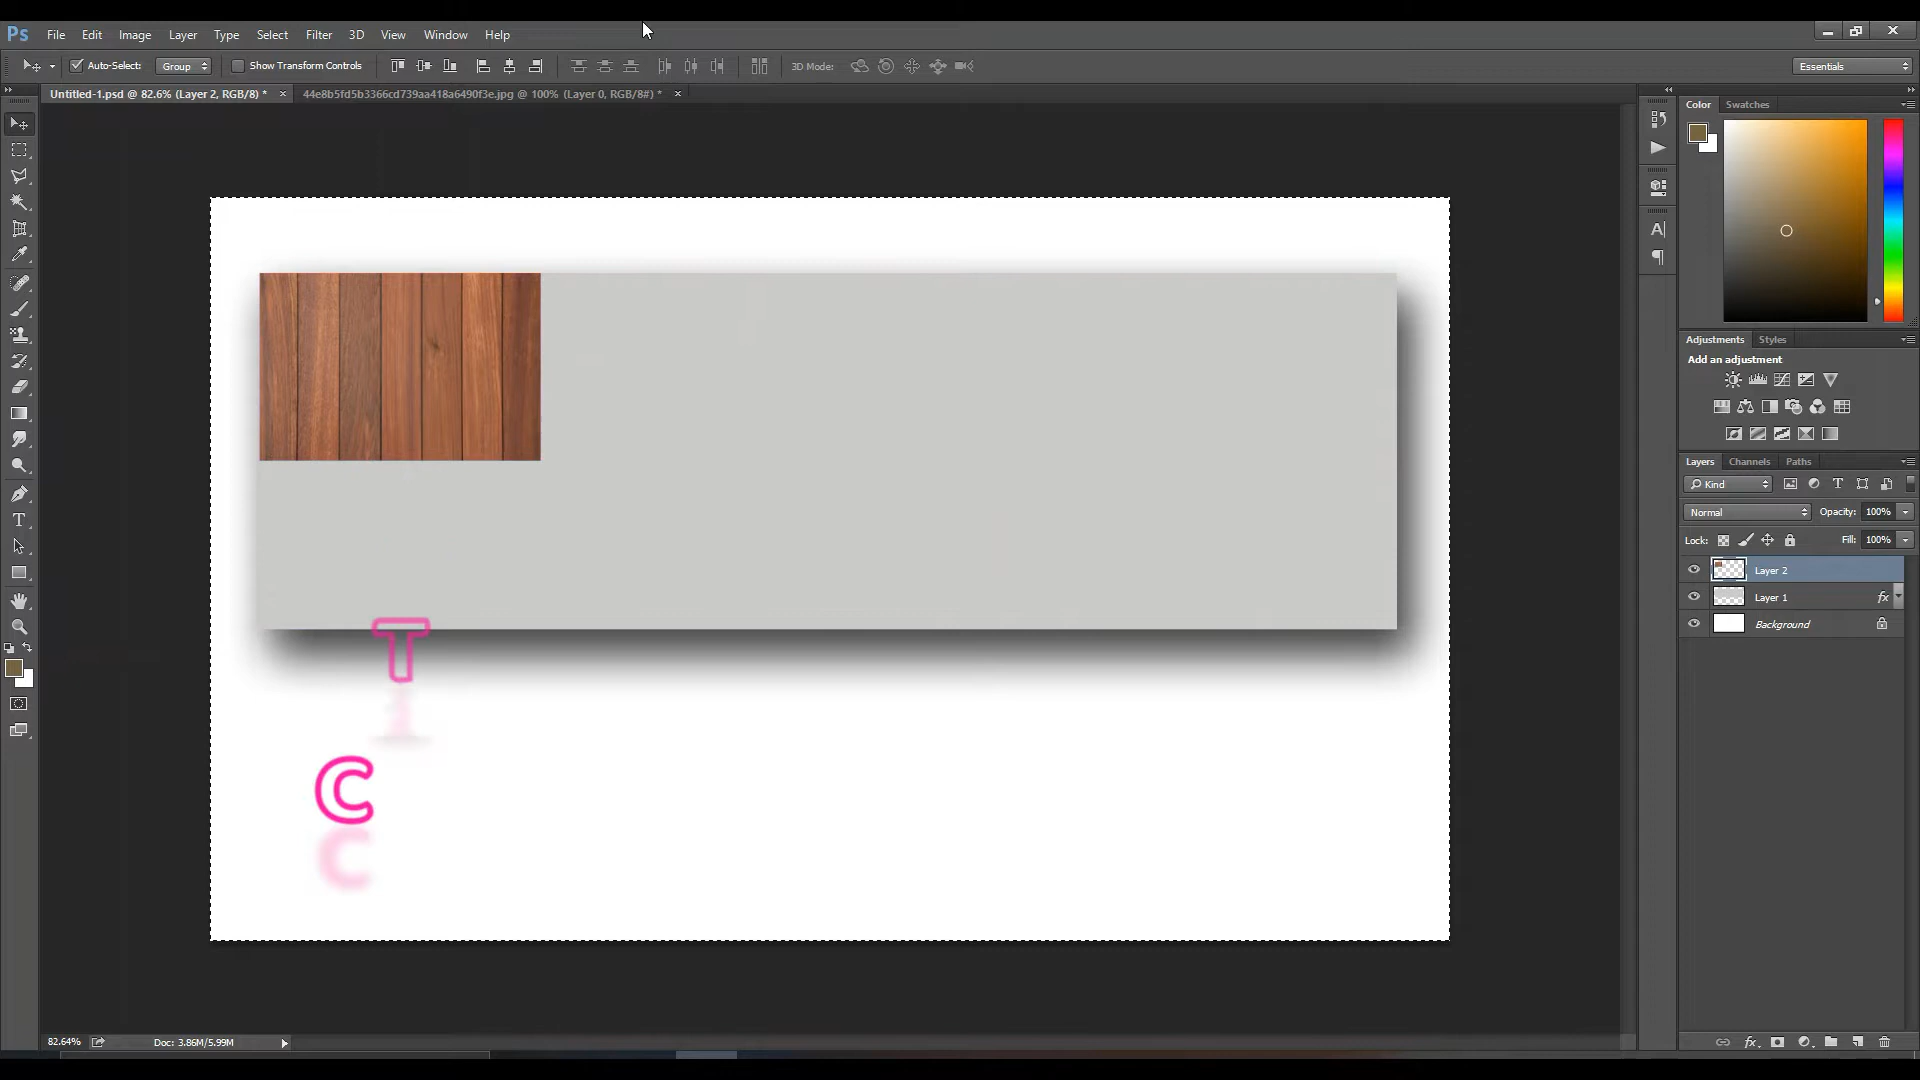 Ps File Edit Image Layer Type Select Filter 3D View Window Help
Auto-Select: Group Show Transform Controls 3D Mode: Essentials
Untitled-1.psd @ 82.6% (Layer 2, RGB/8) * × 44e8b5fd5b3366cd739aa418a6490f3e.jpg @ 100% (Layer 0, RGB/8#) * ×
Color Swatches
Adjustments Styles
Add an adjustment
Layers Channels Paths
Kind
Normal Opacity: 100%
Lock: Fill: 100%
Layer 2
Layer 1 fx
Background
T
C
82.64% Doc: 3.86M/5.99M